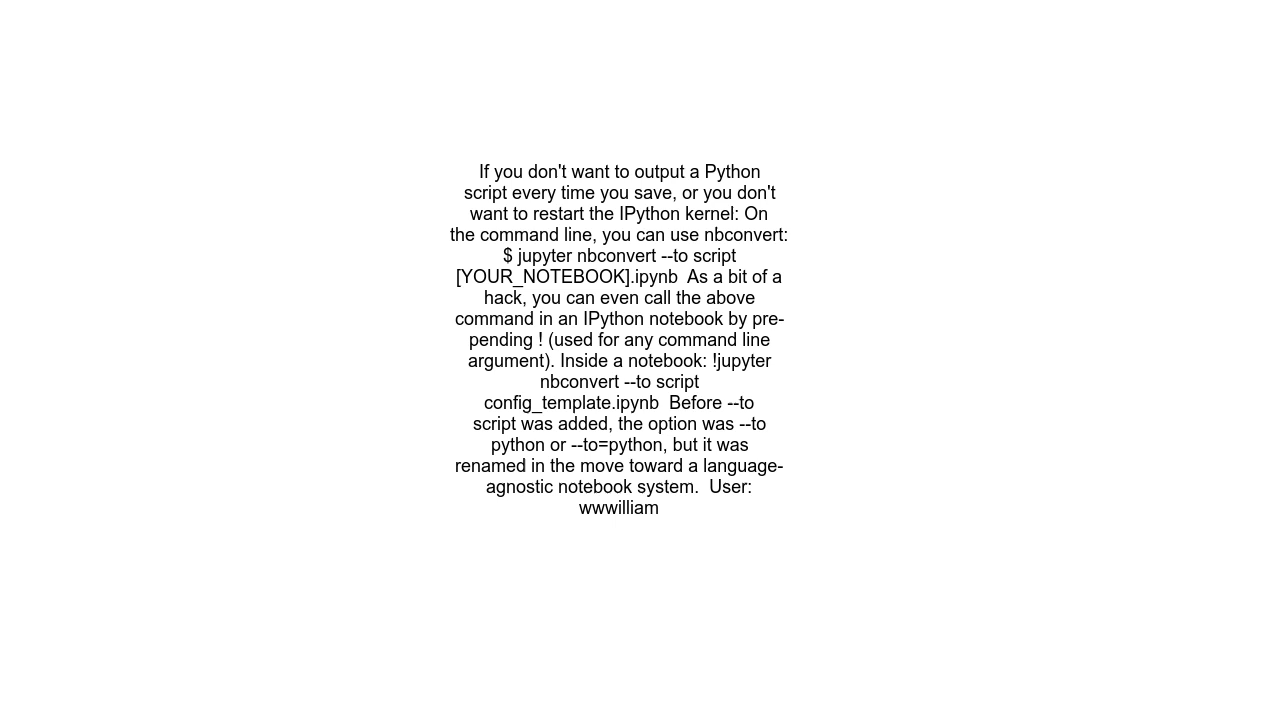 If you don't want to output a Python
script every time you save, or you don't
want to restart the IPython kernel: On
the command line, you can use nbconvert:
$ jupyter nbconvert --to script
[YOUR_NOTEBOOK].ipynb  As a bit of a
hack, you can even call the above
command in an IPython notebook by pre-
pending ! (used for any command line
argument). Inside a notebook: !jupyter
nbconvert --to script
config_template.ipynb  Before --to
script was added, the option was --to
python or --to=python, but it was
renamed in the move toward a language-
agnostic notebook system.  User:
wwwilliam